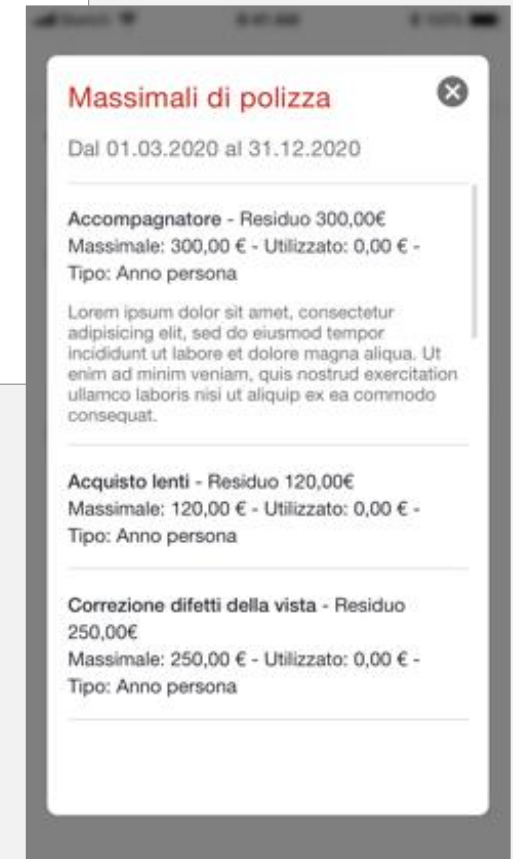 Massimali di polizza
Dal 01.03.2020 al 31.12.2020
Accompagnatore - Residuo 300,00€
Massimale: 300,00 € - Utilizzato: 0,00 € -
Tipo: Anno persona
Lorem ipsum dolor sit amet, consectetur
adipisicing elit, sed do eiusmod tempor
incididunt ut labore et dolore magna aliqua. Ut
enim ad minim veniam, quis nostrud exercitation
ullamco laboris nisi ut aliquip ex ea commodo
consequat.
Acquisto lenti - Residuo 120,00€
Massimale: 120,00 € - Utilizzato: 0,00 € -
Tipo: Anno persona
Correzione difetti della vista - Residuo
250,00€
Massimale: 250,00 € - Utilizzato: 0,00 € -
Tipo: Anno persona